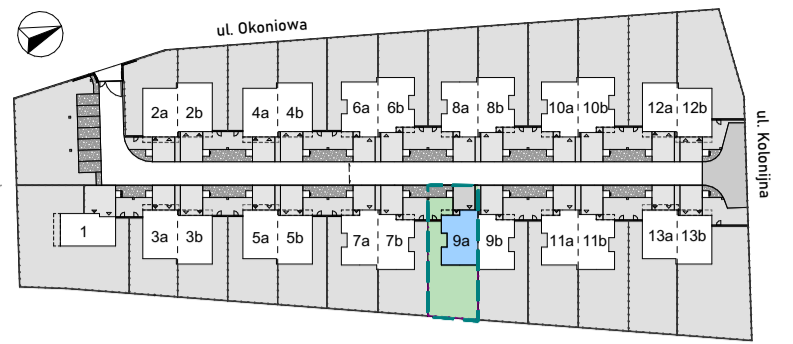 ul. Okoniowa
2a 2b 4a 4b 6a 6b 8a 8b 10a 10b 12a 12b
ul. Kolonijna
1 3a 3b 5a 5b 7a 7b 9a 9b 11a 11b 13a 13b